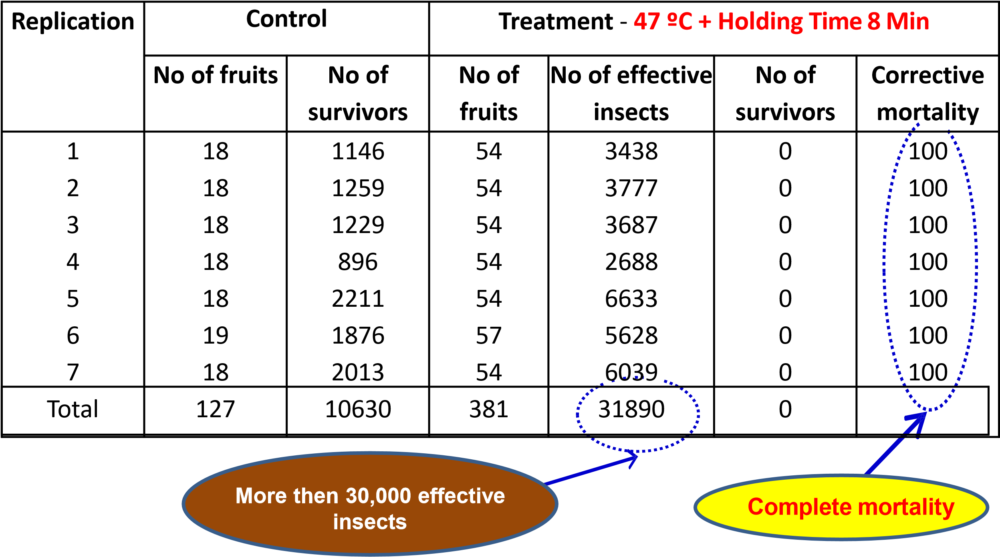 Replication Control Treatment - 47 ºC + Holding Time 8 Min
No of fruits No of survivors No of fruits No of effective insects No of survivors Corrective mortality
1 18 1146 54 3438 0 100
2 18 1259 54 3777 0 100
3 18 1229 54 3687 0 100
4 18 896 54 2688 0 100
5 18 2211 54 6633 0 100
6 19 1876 57 5628 0 100
7 18 2013 54 6039 0 100
Total 127 10630 381 31890 0
More then 30,000 effective
insects
Complete mortality